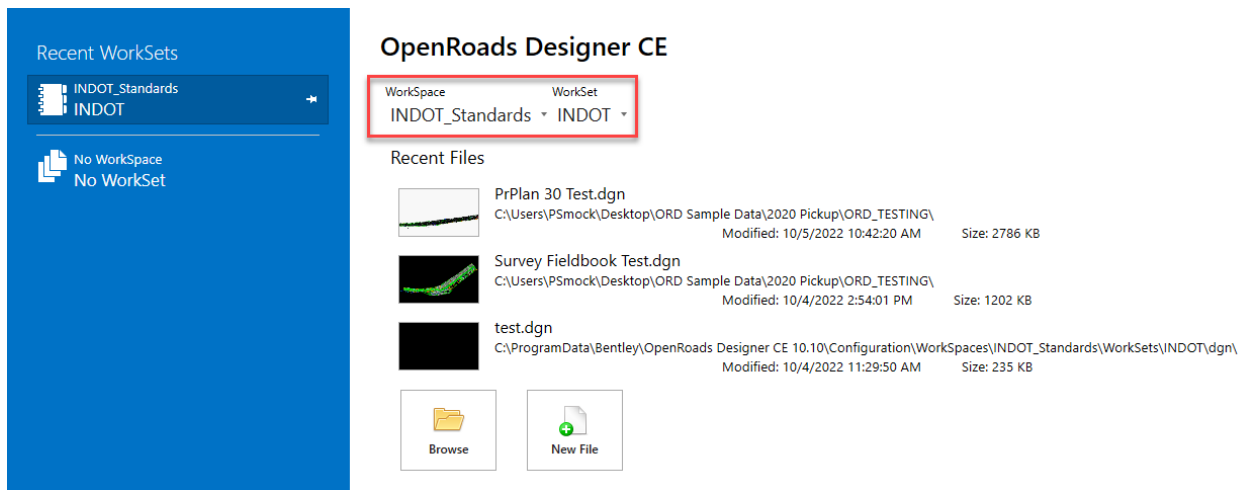 Recent WorkSets
INDOT_Standards
INDOT
No WorkSpace
No WorkSet
OpenRoads Designer CE
WorkSpace WorkSet
INDOT_Standards INDOT
Recent Files
PrPlan 30 Test.dgn
C:\Users\PSmock\Desktop\ORD Sample Data\2020 Pickup\ORD_TESTING\
Modified: 10/5/2022 10:42:20 AM Size: 2786 KB
Survey Fieldbook Test.dgn
C:\Users\PSmock\Desktop\ORD Sample Data\2020 Pickup\ORD_TESTING\
Modified: 10/4/2022 2:54:01 PM Size: 1202 KB
test.dgn
C:\ProgramData\Bentley\OpenRoads Designer CE 10.10\Configuration\WorkSpaces\INDOT_Standards\WorkSets\INDOT\dgn\
Modified: 10/4/2022 11:29:50 AM Size: 235 KB
Browse New File